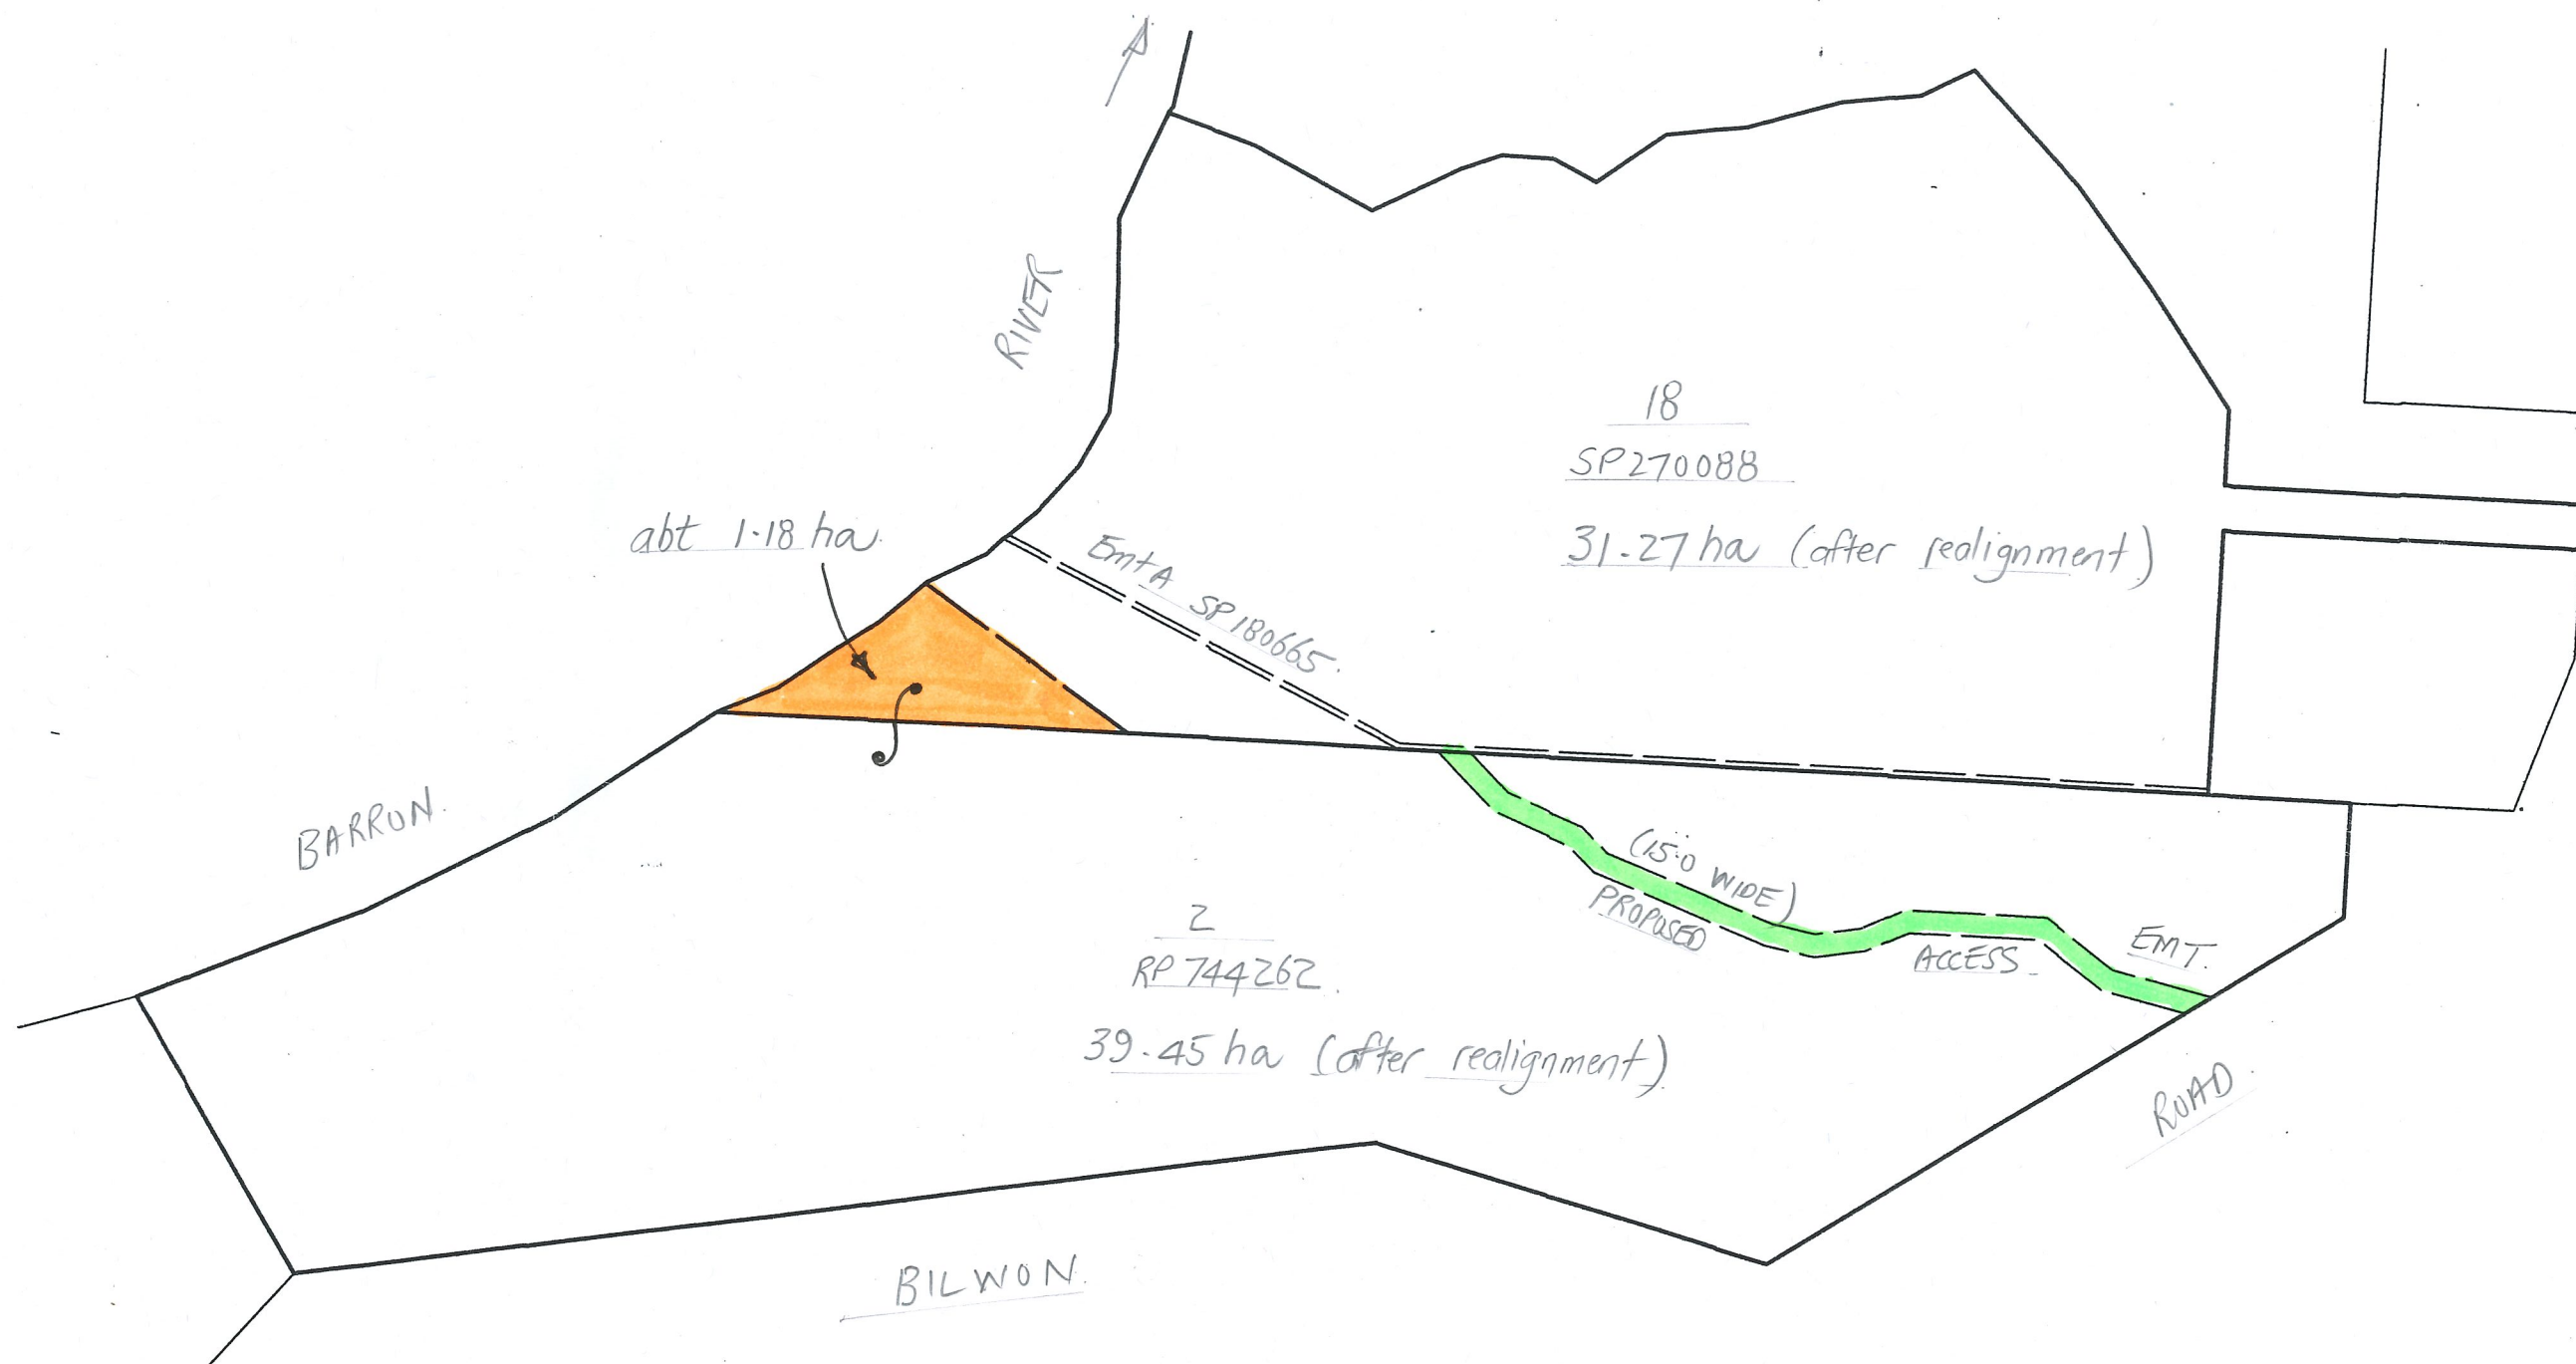 RIVER
18
SP270088
31.27 ha (after realignment)
abt 1.18 ha.
Emt A SP180665.
BARRON.
(15.0 WIDE)
PROPOSED ACCESS EMT.
2
RP744262.
39.45 ha (after realignment)
BILWON. ROAD.